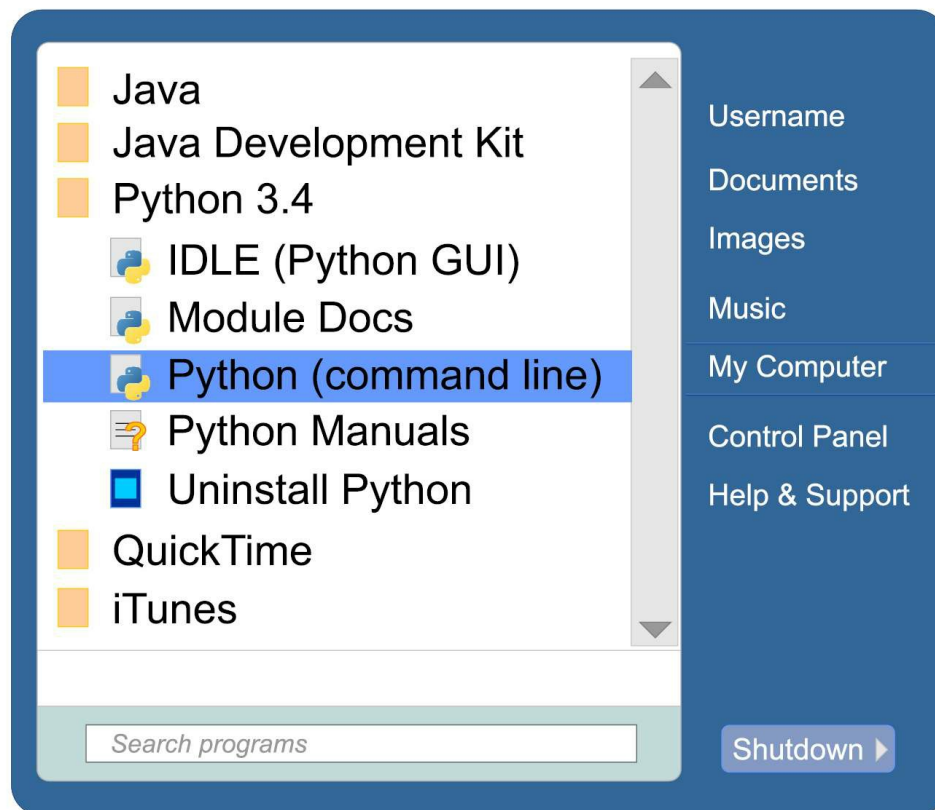 Java
Java Development Kit
Python 3.4
IDLE (Python GUI)
Module Docs
Python (command line)
Python Manuals
Uninstall Python
QuickTime
iTunes
Search programs
Username
Documents
Images
Music
My Computer
Control Panel
Help & Support
Shutdown